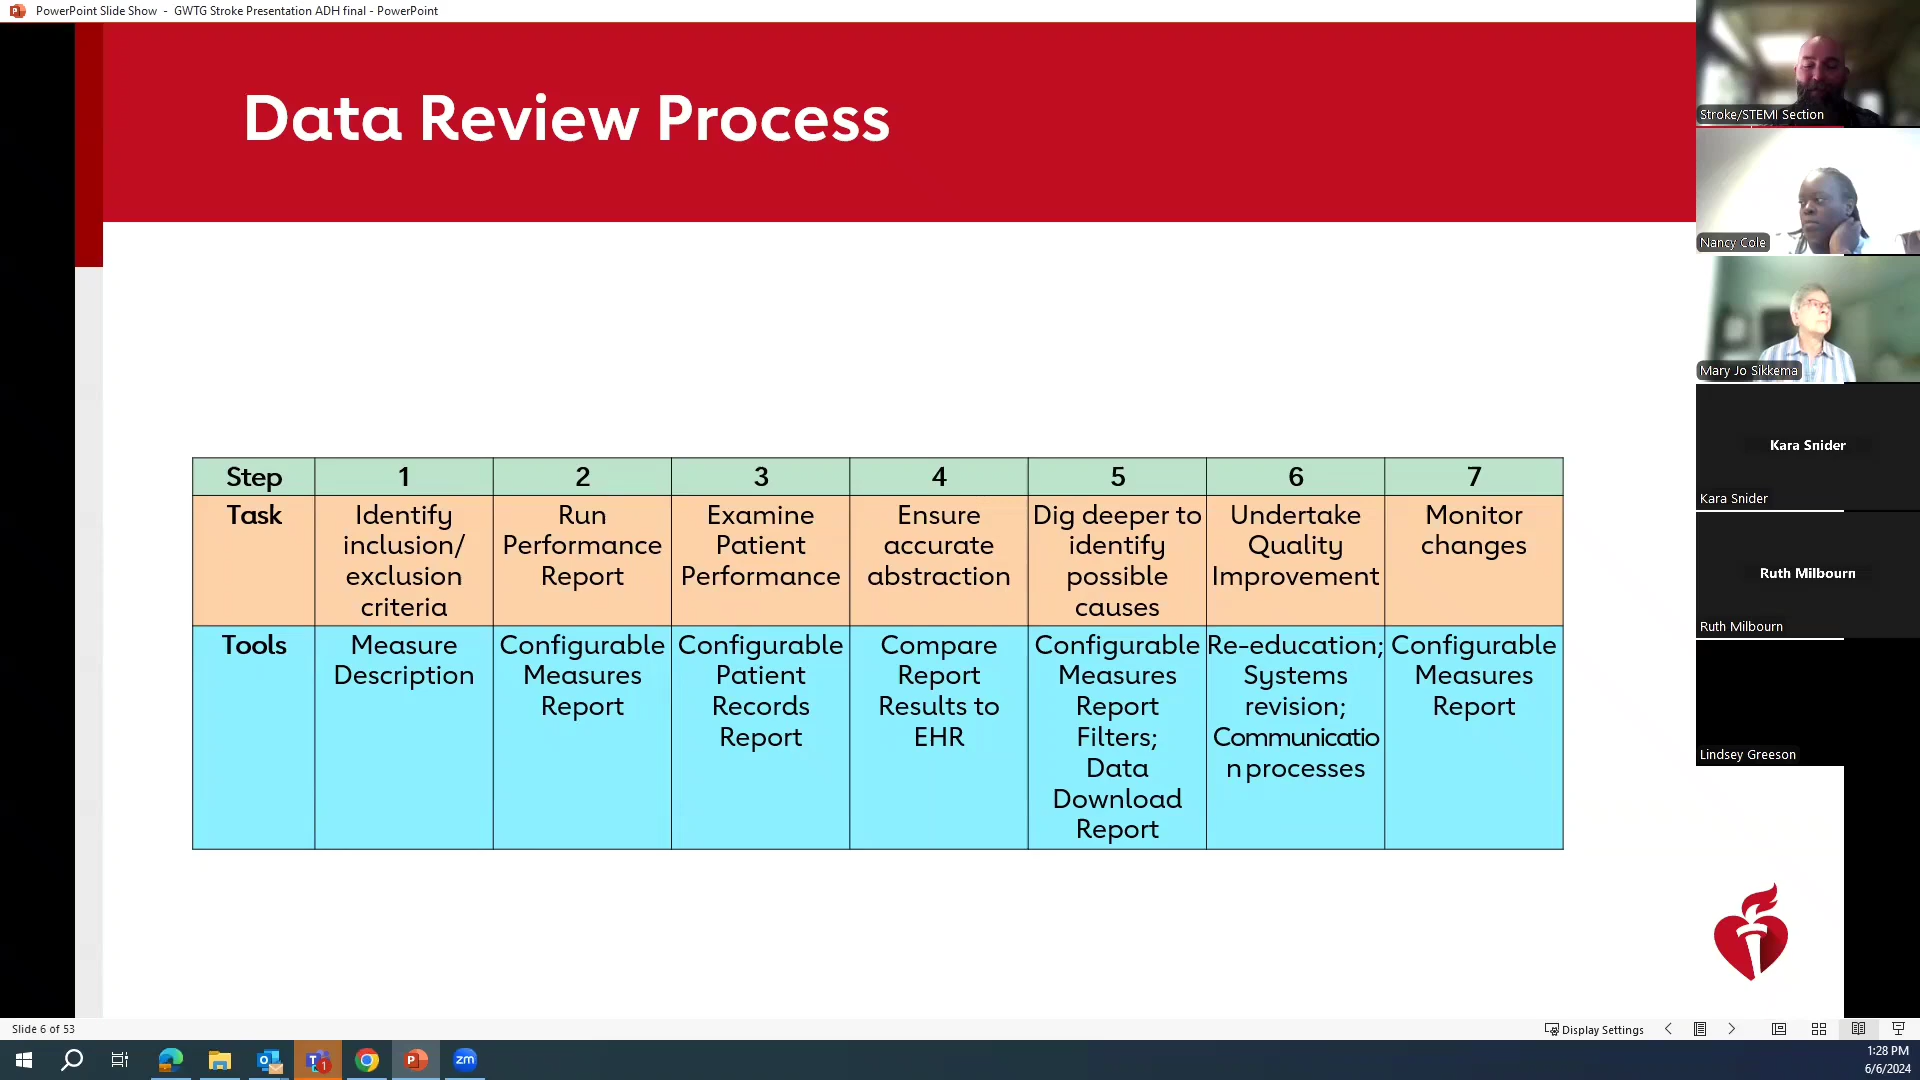 PowerPoint Slide Show - GWTG Stroke Presentation ADH final - PowerPoint
Data Review Process
Step 1 2 3 4 5 6 7
Task
Identify
inclusion/
exclusion
criteria
Run
Performance
Report
Examine
Patient
Performance
Ensure
accurate
abstraction
Dig deeper to
identify
possible
causes
Undertake
Quality
Improvement
Monitor
changes
Tools
Measure
Description
Configurable
Measures
Report
Configurable
Patient
Records
Report
Compare
Report
Results to
EHR
Configurable
Measures
Report
Filters;
Data
Download
Report
Re-education;
Systems
revision;
Communicatio
n processes
Configurable
Measures
Report
Stroke/STEMI Section
Nancy Cole
Mary Jo Sikkema
Kara Snider
Kara Snider
Ruth Milbourn
Ruth Milbourn
Lindsey Greeson
Slide 6 of 53
Display Settings
1
zm
1:28 PM
6/6/2024